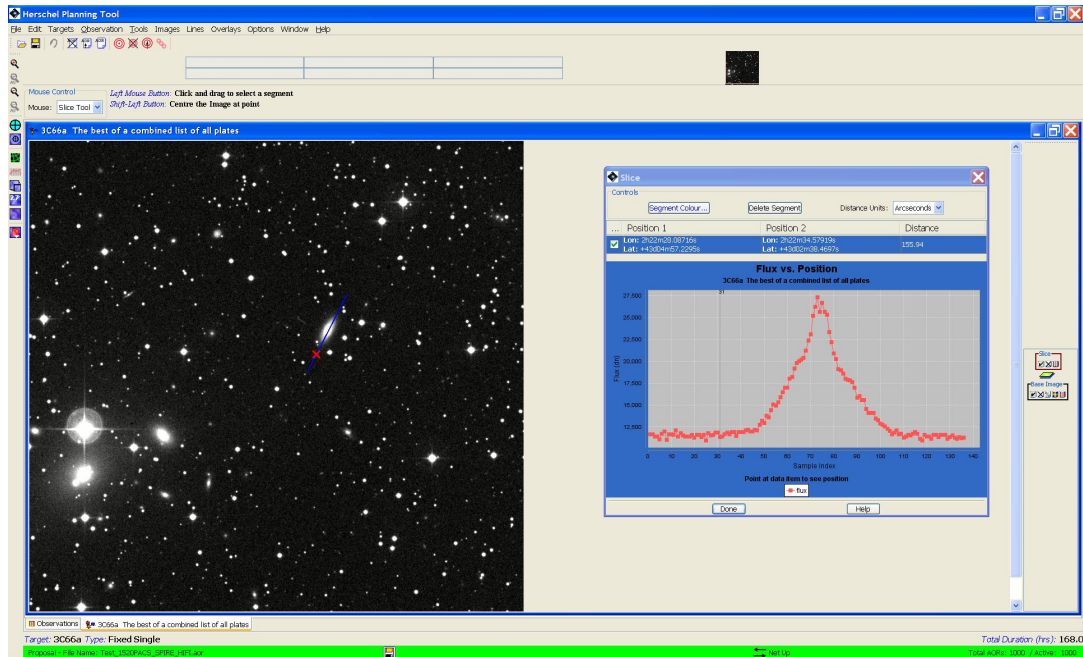 Herschel Planning Tool
File Edit Targets Observation Tools Images Lines Overlays Options Window Help
Mouse Control
Left Mouse Button: Click and drag to select a segment
Mouse: Slice Tool
Shift-Left Button: Centre the Image at point
3C66a The best of a combined list of all plates
Slice
Controls
Segment Colour... Delete Segment Distance Units: Arcseconds
... Position 1 Position 2 Distance
Lon: 2h22m28.08716s Lon: 2h22m34.57919s 155.94
Lat: +43d04m57.2295s Lat: +43d02m38.4697s
Flux vs. Position
3C66a The best of a combined list of all plates
31
27,500
25,000
22,500
20,000
17,500
15,000
12,500
Flux (dn)
0 10 20 30 40 50 60 70 80 90 100 110 120 130 140
Sample Index
Point at data item to see position
flux
Done Help
Slice
Base Image
Observations 3C66a The best of a combined list of all plates
Target: 3C66a Type: Fixed Single Total Duration (hrs): 168.0
Proposal - File Name: Test_1520PACS_SPIRE_HIFI.aor Net Up Total AORs: 1000 / Active: 1000